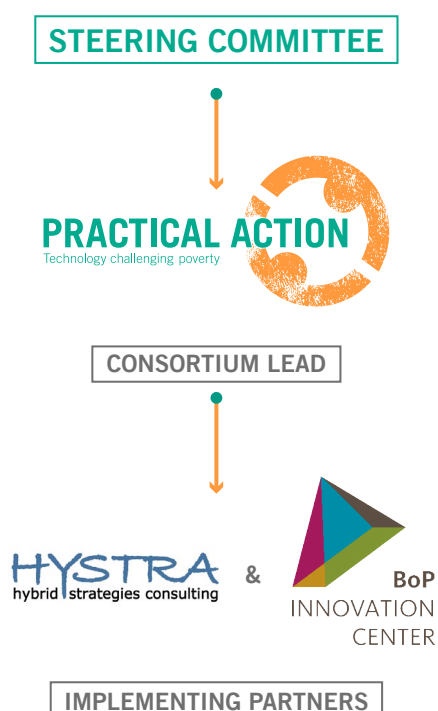 STEERING COMMITTEE
PRACTICAL ACTION
Technology challenging poverty
CONSORTIUM LEAD
HYSTRA
hybrid strategies consulting
&
BoP
INNOVATION
CENTER
IMPLEMENTING PARTNERS